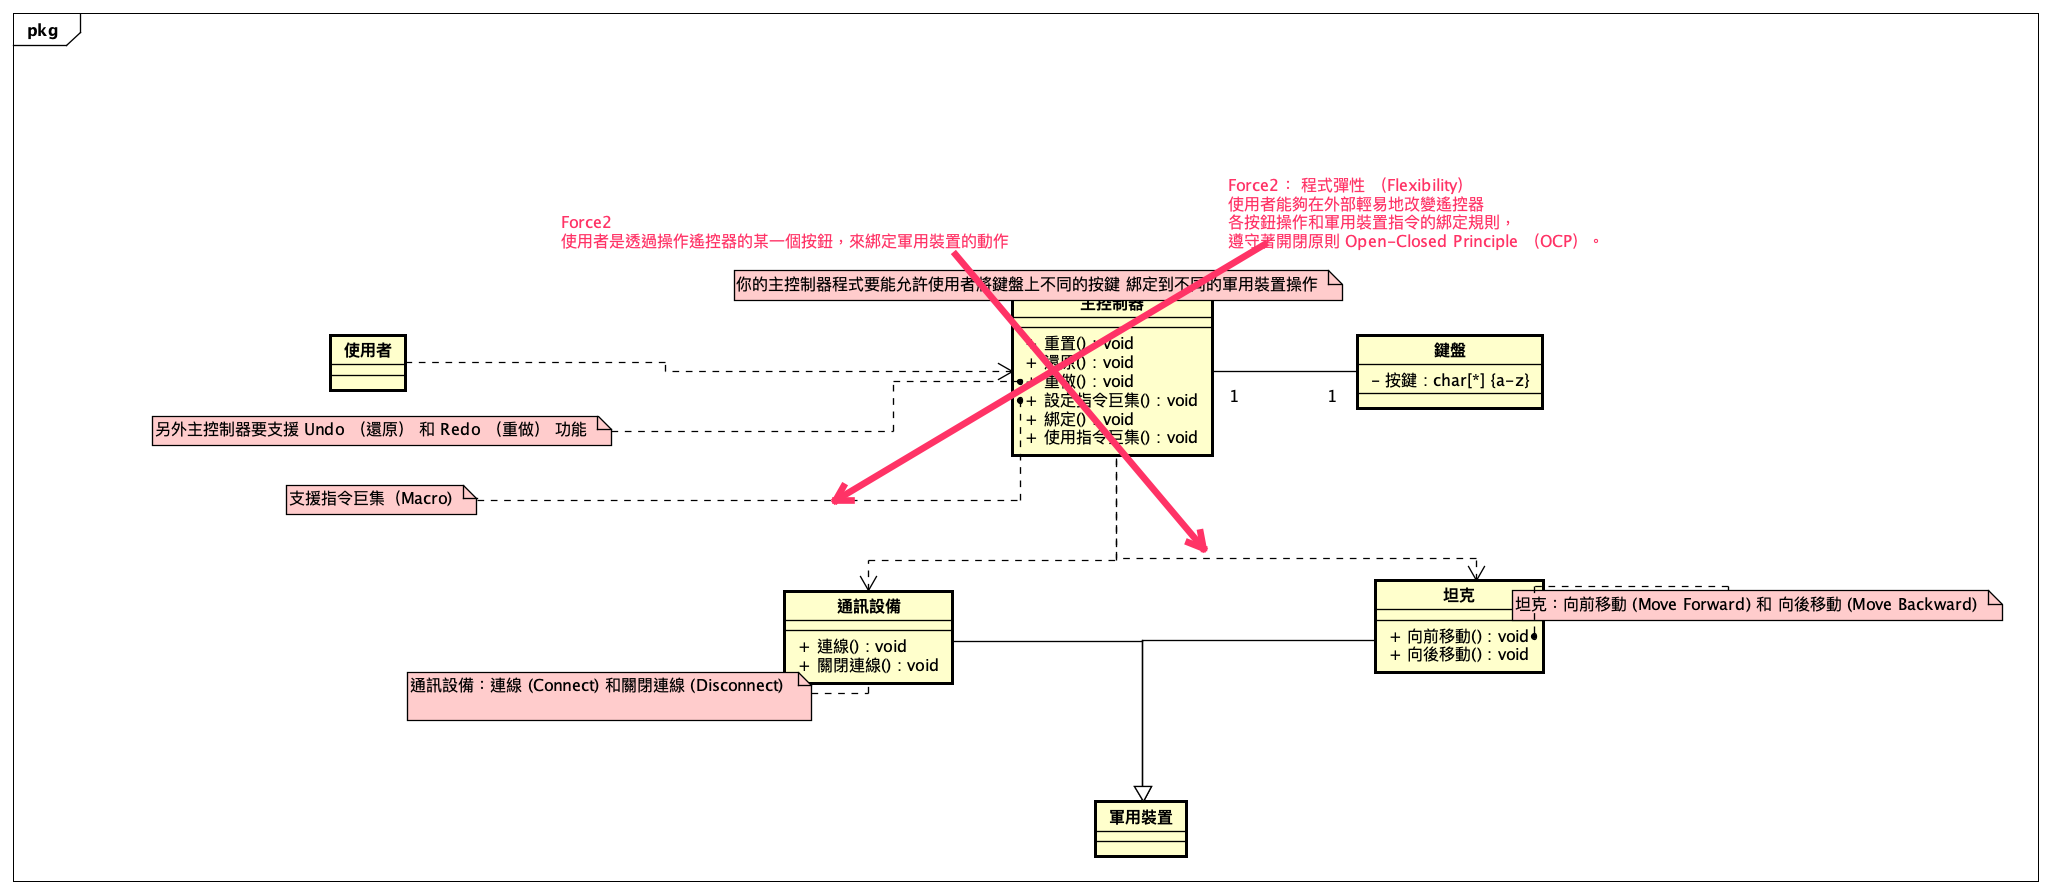 pkg
Force2： 程式彈性 （Flexibility）
使用者能夠在外部輕易地改變遙控器
各按鈕操作和軍用裝置指令的綁定規則，
遵守著開閉原則 Open-Closed Principle （OCP）。
Force2
使用者是透過操作遙控器的某一個按鈕，來綁定軍用裝置的動作
你的主控制器程式要能允許使用者將鍵盤上不同的按鍵 綁定到不同的軍用裝置操作
主控制器
+ 重置() : void
+ 還原() : void
+ 重做() : void
+ 設定指令巨集() : void
+ 綁定() : void
+ 使用指令巨集() : void
使用者
鍵盤
- 按鍵 : char[*] {a-z}
1
1
另外主控制器要支援 Undo （還原） 和 Redo （重做） 功能
支援指令巨集（Macro)
通訊設備
+ 連線() : void
+ 關閉連線() : void
坦克
+ 向前移動() : void
+ 向後移動() : void
坦克：向前移動 (Move Forward) 和 向後移動 (Move Backward)
通訊設備：連線 (Connect) 和關閉連線 (Disconnect)
軍用裝置